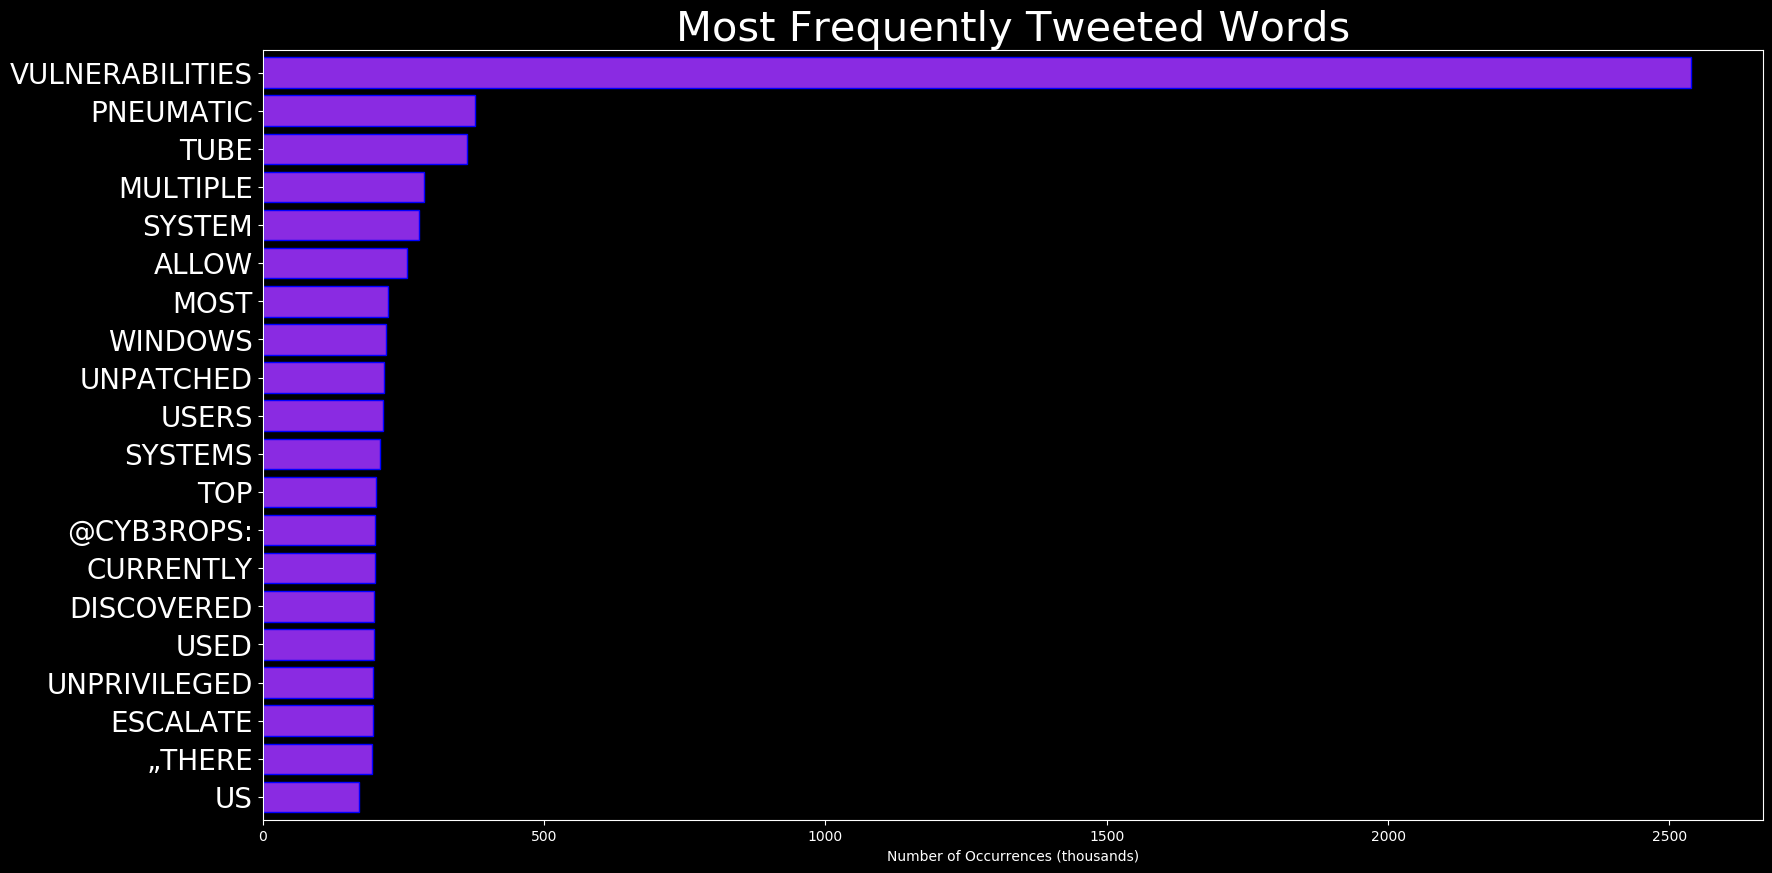 Most Frequently Tweeted Words
VULNERABILITIES
PNEUMATIC
TUBE
MULTIPLE
SYSTEM
ALLOW
MOST
WINDOWS
UNPATCHED
USERS
SYSTEMS
TOP
@CYB3ROPS:
CURRENTLY
DISCOVERED
USED
UNPRIVILEGED
ESCALATE
„THERE
US
0 500 1000 1500 2000 2500
Number of Occurrences (thousands)